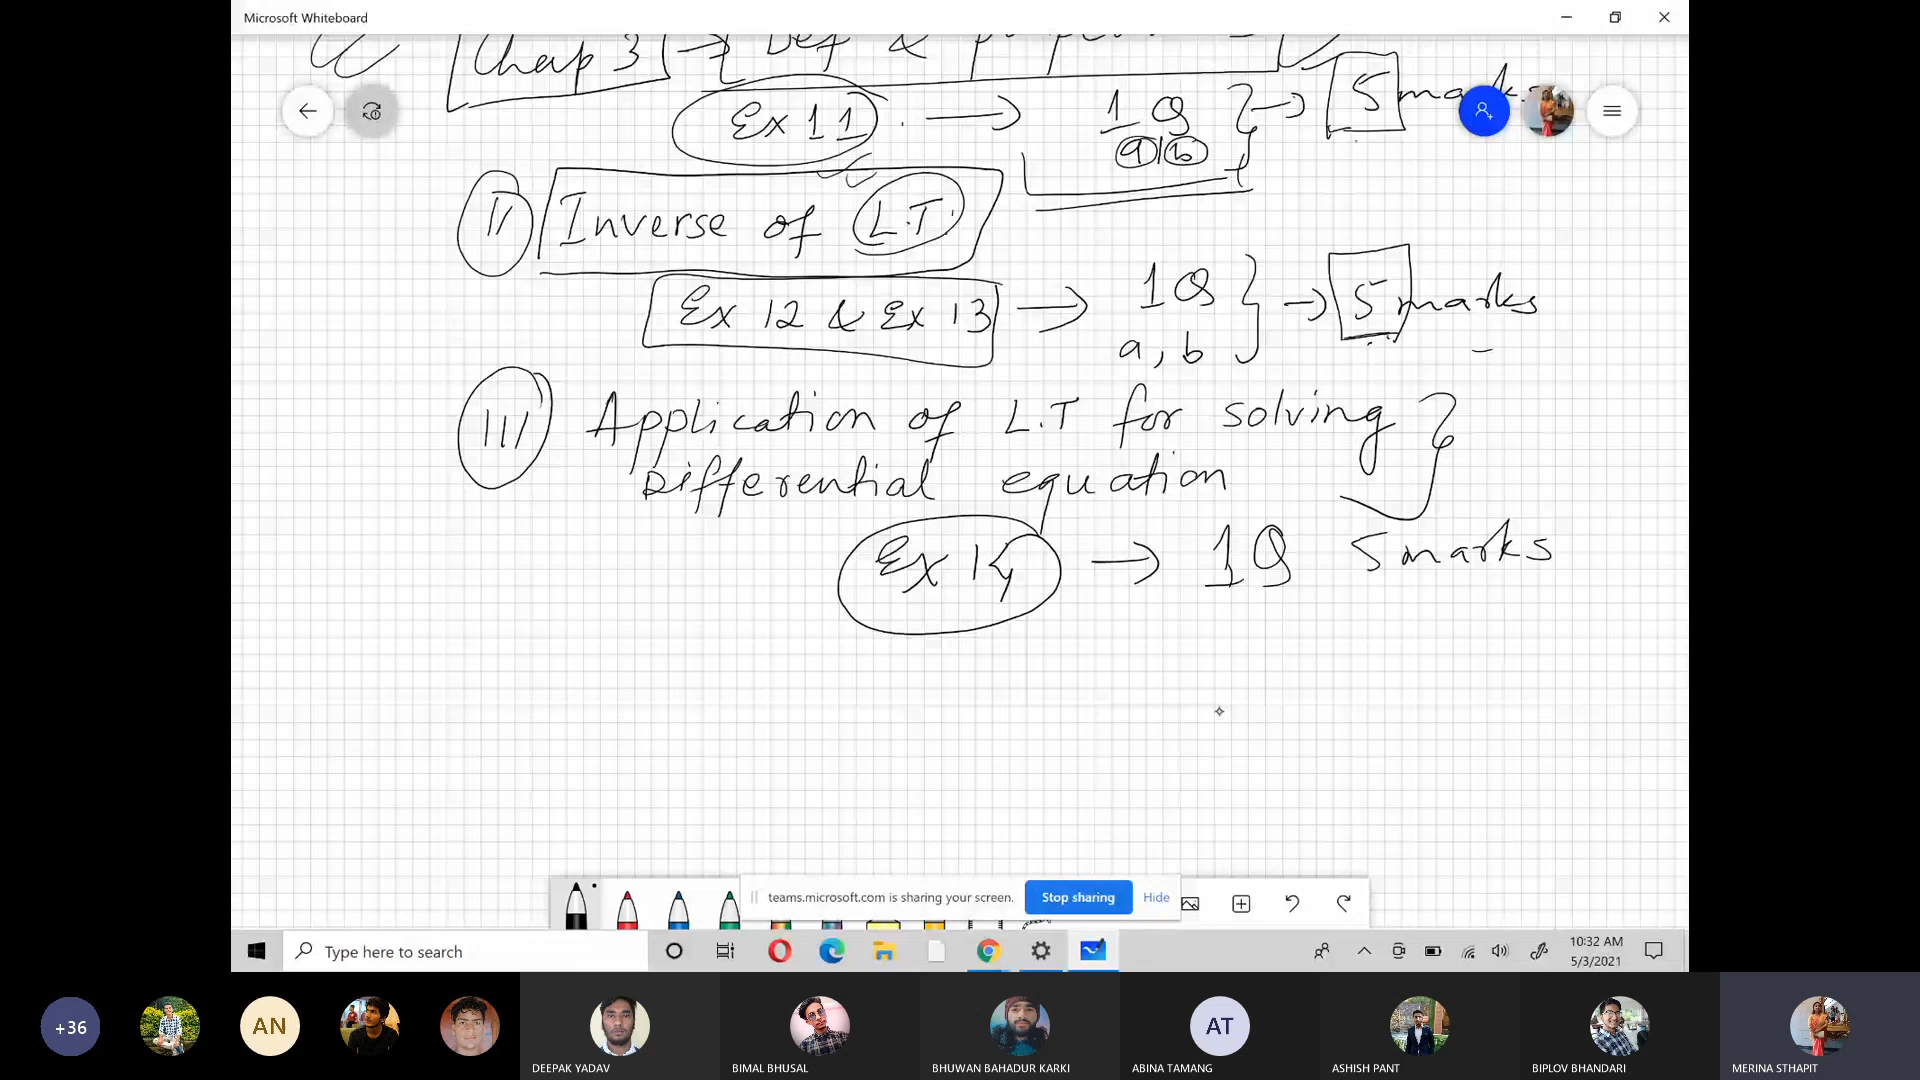 Microsoft Whiteboard
Chap 3 → Def &
Ex 11 → 1 Q → 5 marks
a/b
II Inverse of L.T
Ex 12 & Ex 13 → 1 Q → 5 marks
a, b
III Application of L.T for solving
Differential equation
Ex 14 → 1 Q 5 marks
teams.microsoft.com is sharing your screen. Stop sharing Hide
Type here to search
10:32 AM
5/3/2021
+36 AN AT
DEEPAK YADAV BIMAL BHUSAL BHUWAN BAHADUR KARKI ABINA TAMANG ASHISH PANT BIPLOV BHANDARI MERINA STHAPIT